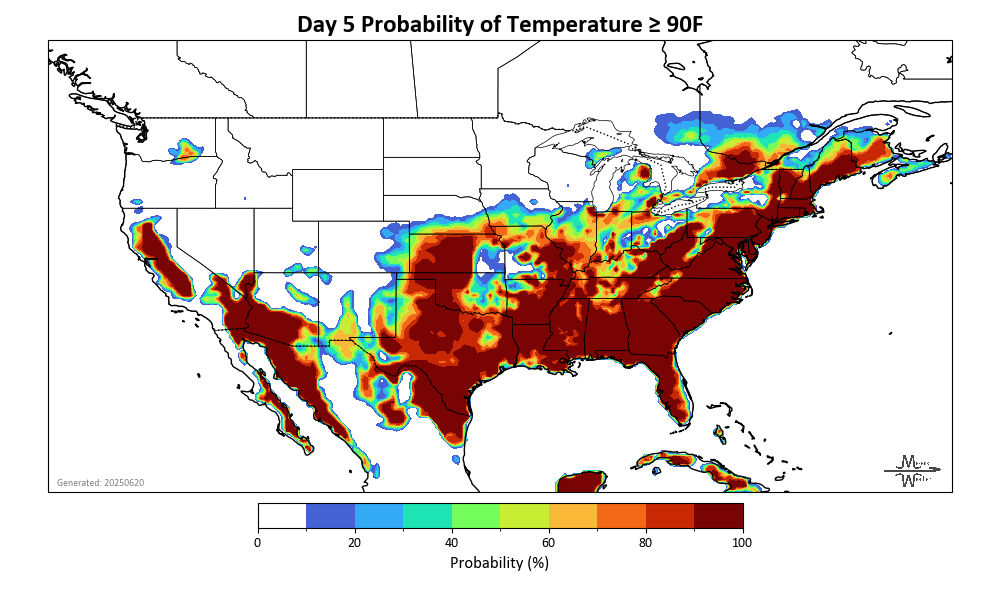 Day 5 Probability of Temperature ≥ 90F
Generated: 20250620
0 20 40 60 80 100
Probability (%)